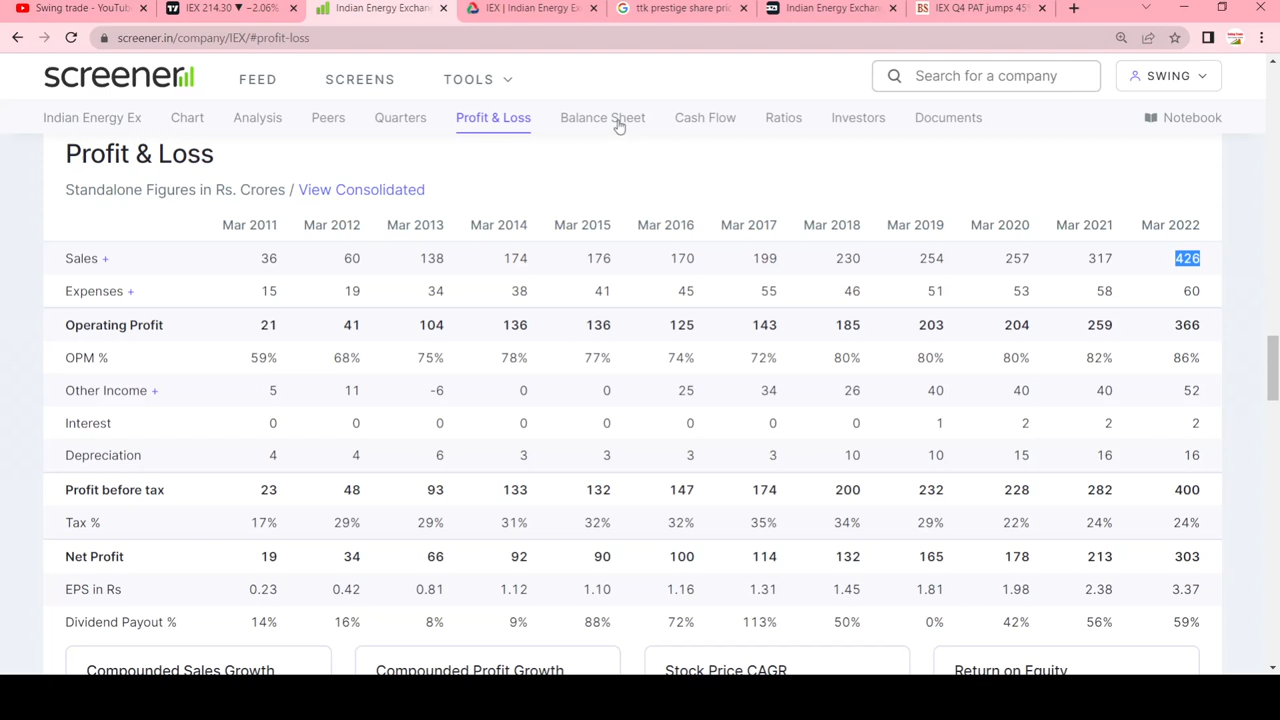 Swing trade - YouTube
IEX 214.30 ▼ −2.06%
Indian Energy Exchan
IEX | Indian Energy Ex
ttk prestige share pric
Indian Energy Exchan
IEX Q4 PAT jumps 45%
screener.in/company/IEX/#profit-loss
screener
FEED
SCREENS
TOOLS
Search for a company
SWING
Indian Energy Ex
Chart
Analysis
Peers
Quarters
Profit & Loss
Balance Sheet
Cash Flow
Ratios
Investors
Documents
Notebook
Profit & Loss
Standalone Figures in Rs. Crores / View Consolidated
Mar 2011 Mar 2012 Mar 2013 Mar 2014 Mar 2015 Mar 2016 Mar 2017 Mar 2018 Mar 2019 Mar 2020 Mar 2021 Mar 2022
Sales + 36 60 138 174 176 170 199 230 254 257 317 426
Expenses + 15 19 34 38 41 45 55 46 51 53 58 60
Operating Profit 21 41 104 136 136 125 143 185 203 204 259 366
OPM % 59% 68% 75% 78% 77% 74% 72% 80% 80% 80% 82% 86%
Other Income + 5 11 -6 0 0 25 34 26 40 40 40 52
Interest 0 0 0 0 0 0 0 0 1 2 2 2
Depreciation 4 4 6 3 3 3 3 10 10 15 16 16
Profit before tax 23 48 93 133 132 147 174 200 232 228 282 400
Tax % 17% 29% 29% 31% 32% 32% 35% 34% 29% 22% 24% 24%
Net Profit 19 34 66 92 90 100 114 132 165 178 213 303
EPS in Rs 0.23 0.42 0.81 1.12 1.10 1.16 1.31 1.45 1.81 1.98 2.38 3.37
Dividend Payout % 14% 16% 8% 9% 88% 72% 113% 50% 0% 42% 56% 59%
Compounded Sales Growth
Compounded Profit Growth
Stock Price CAGR
Return on Equity